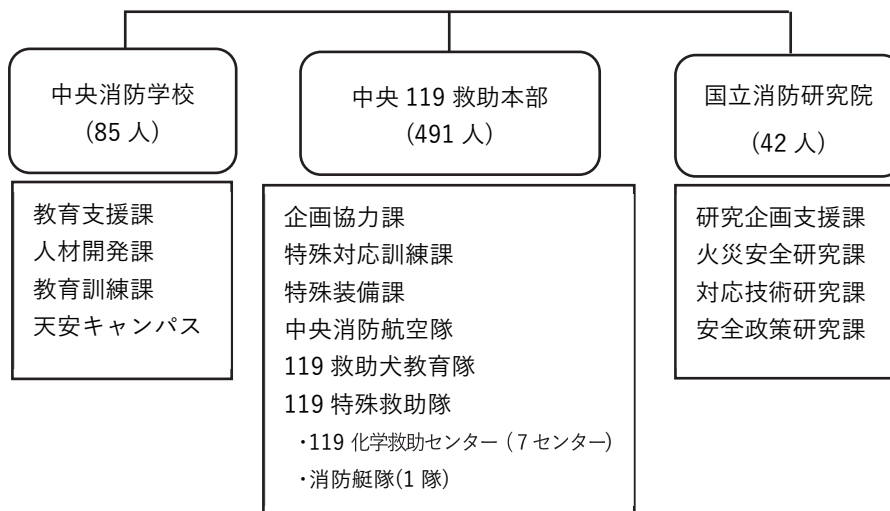 中央消防学校
(85 人)
教育支援課
人材開発課
教育訓練課
天安キャンパス
中央 119 救助本部
(491 人)
企画協力課
特殊対応訓練課
特殊装備課
中央消防航空隊
119 救助犬教育隊
119 特殊救助隊
・119 化学救助センター（７センター)
・消防艇隊(1 隊)
国立消防研究院
(42 人)
研究企画支援課
火災安全研究課
対応技術研究課
安全政策研究課